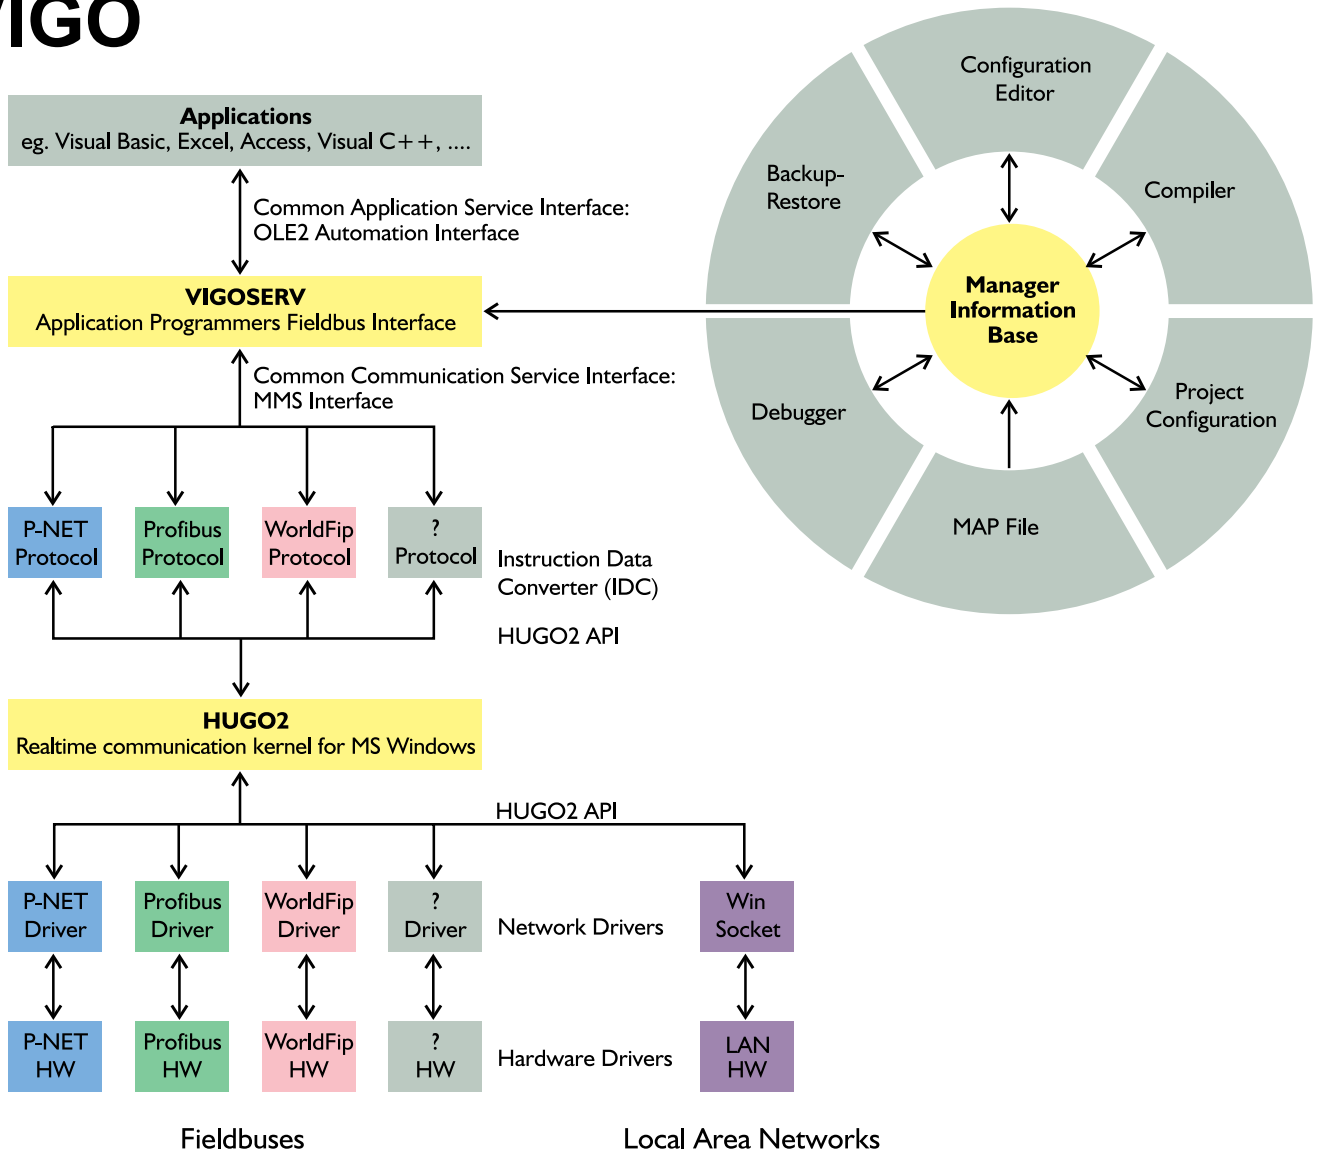 VIGO
Applications
eg. Visual Basic, Excel, Access, Visual C++, ....
Common Application Service Interface:
OLE2 Automation Interface
VIGOSERV
Application Programmers Fieldbus Interface
Common Communication Service Interface:
MMS Interface
P-NET
Protocol
Profibus
Protocol
WorldFip
Protocol
?
Protocol
Instruction Data
Converter (IDC)
HUGO2 API
HUGO2
Realtime communication kernel for MS Windows
HUGO2 API
P-NET
Driver
Profibus
Driver
WorldFip
Driver
?
Driver
Network Drivers
Win
Socket
P-NET
HW
Profibus
HW
WorldFip
HW
?
HW
Hardware Drivers
LAN
HW
Fieldbuses
Local Area Networks
Configuration
Editor
Backup-
Restore
Compiler
Manager
Information
Base
Debugger
Project
Configuration
MAP File